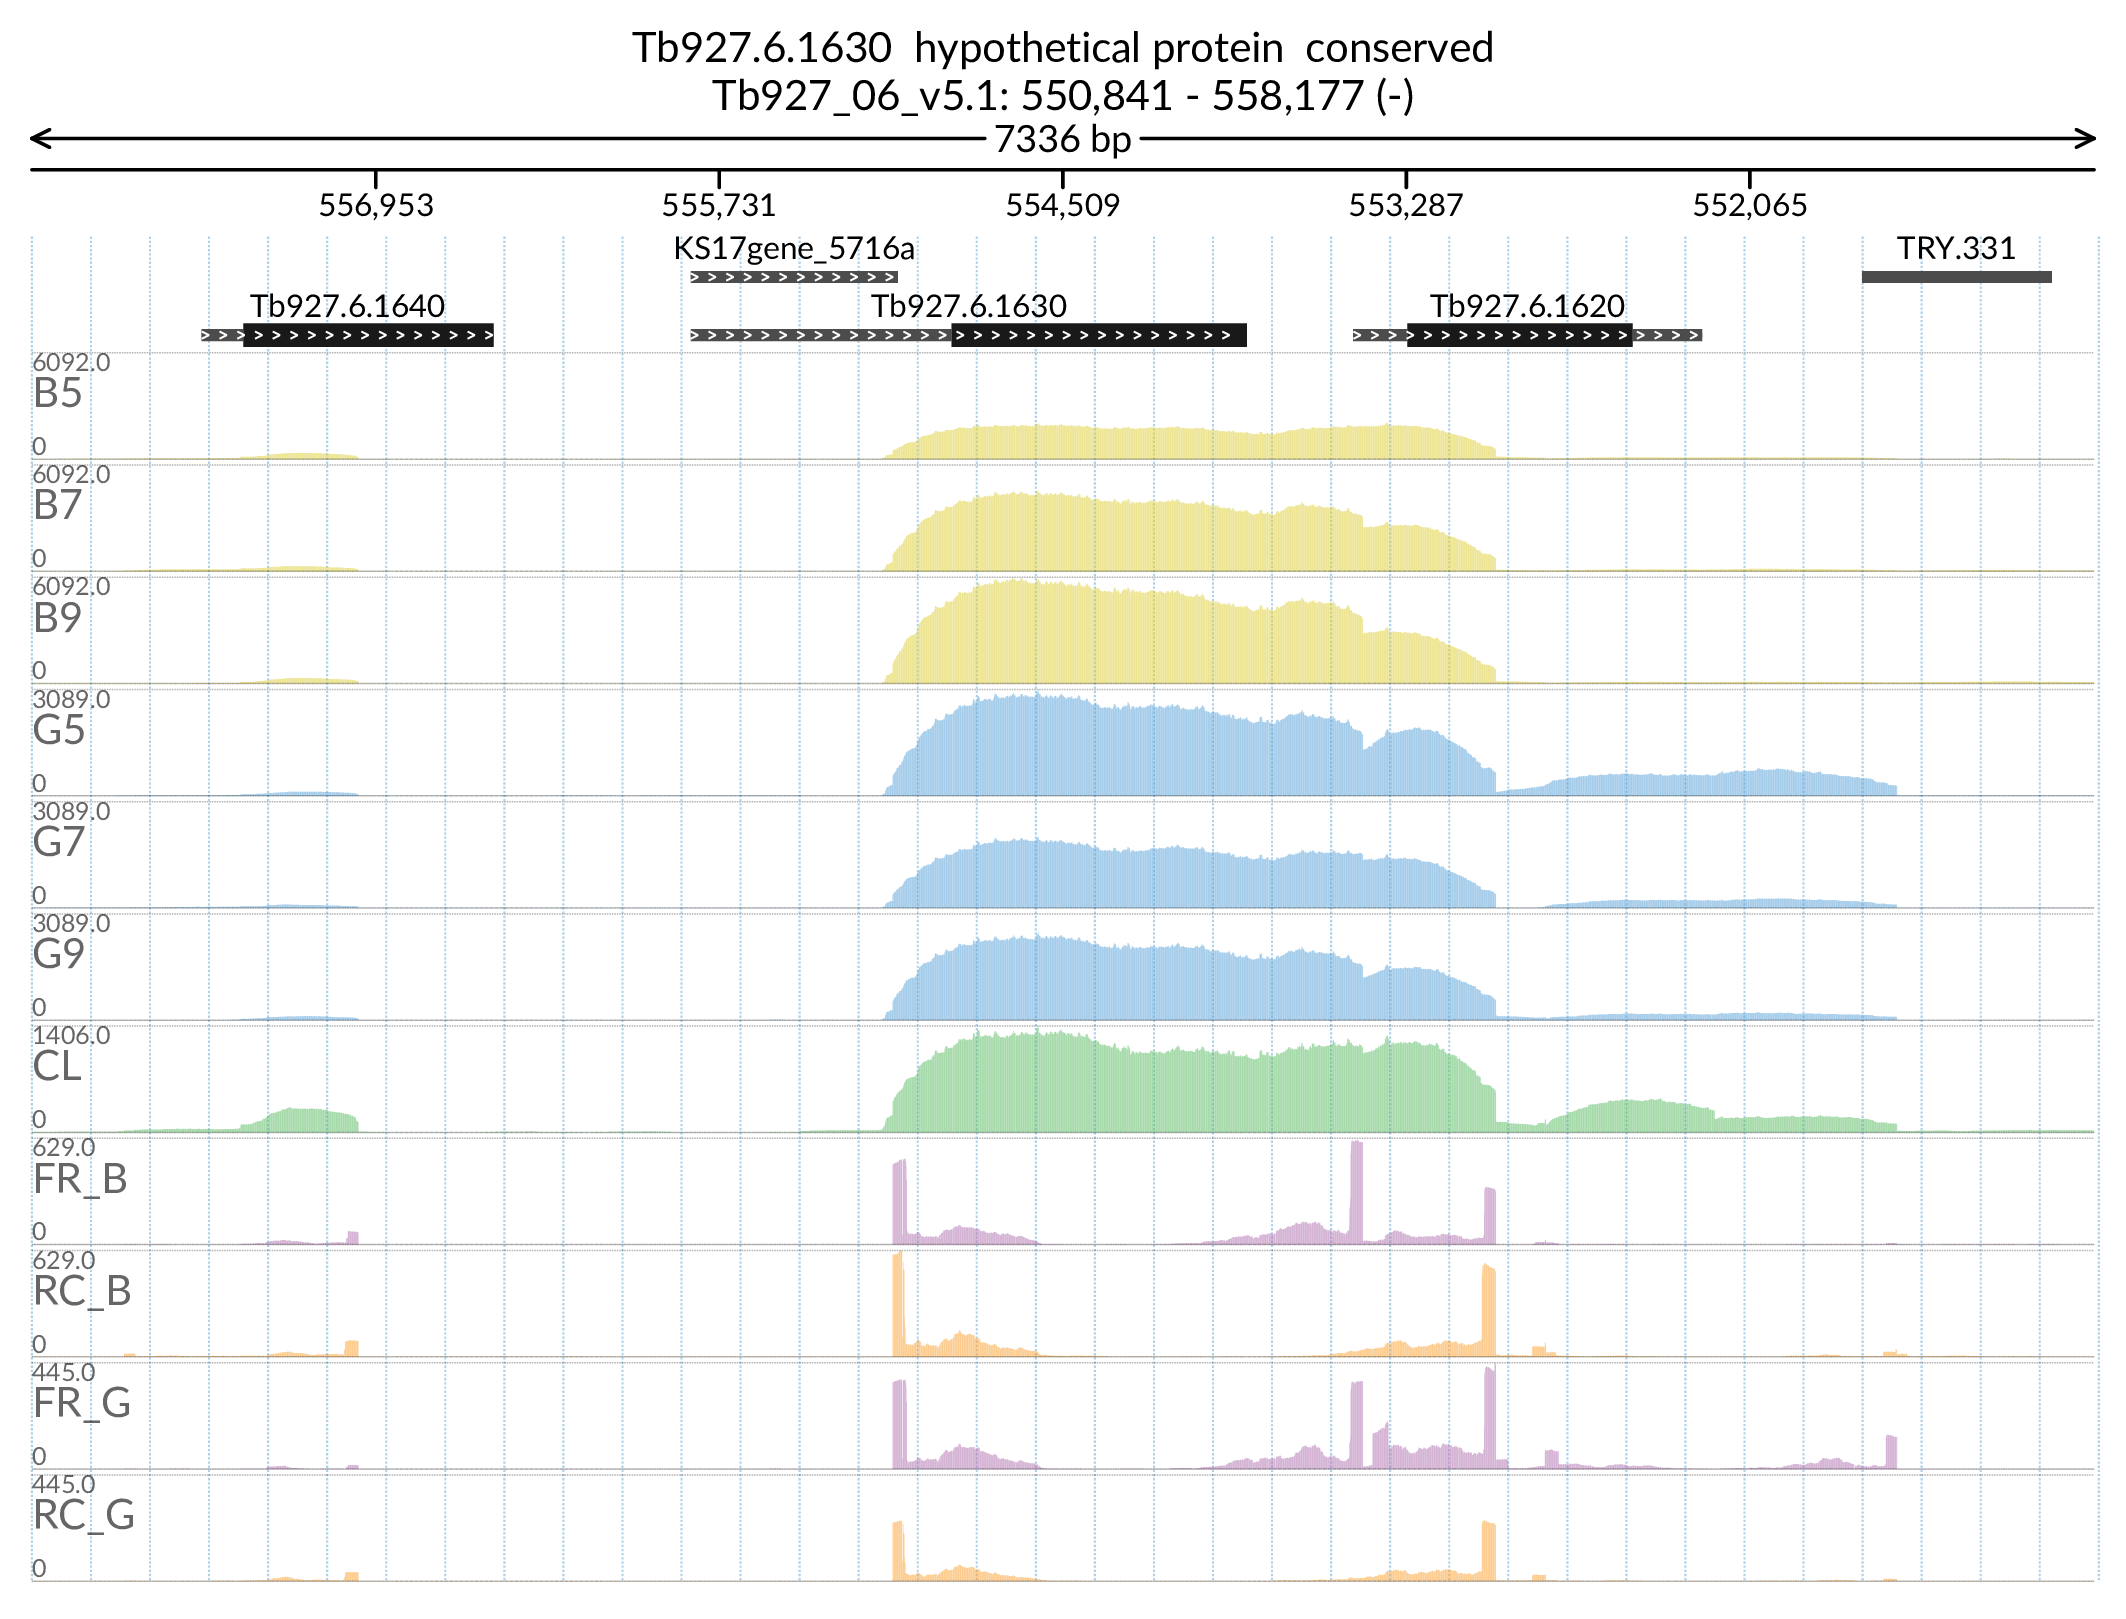 Tb927.6.1630  hypothetical protein  conserved
Tb927_06_v5.1: 550,841 - 558,177 (-)
7336 bp
556,953 555,731 554,509 553,287 552,065
KS17gene_5716a TRY.331
Tb927.6.1640 Tb927.6.1630 Tb927.6.1620
6092.0
B5
0
6092.0
B7
0
6092.0
B9
0
3089.0
G5
0
3089.0
G7
0
3089.0
G9
0
1406.0
CL
0
629.0
FR_B
0
629.0
RC_B
0
445.0
FR_G
0
445.0
RC_G
0